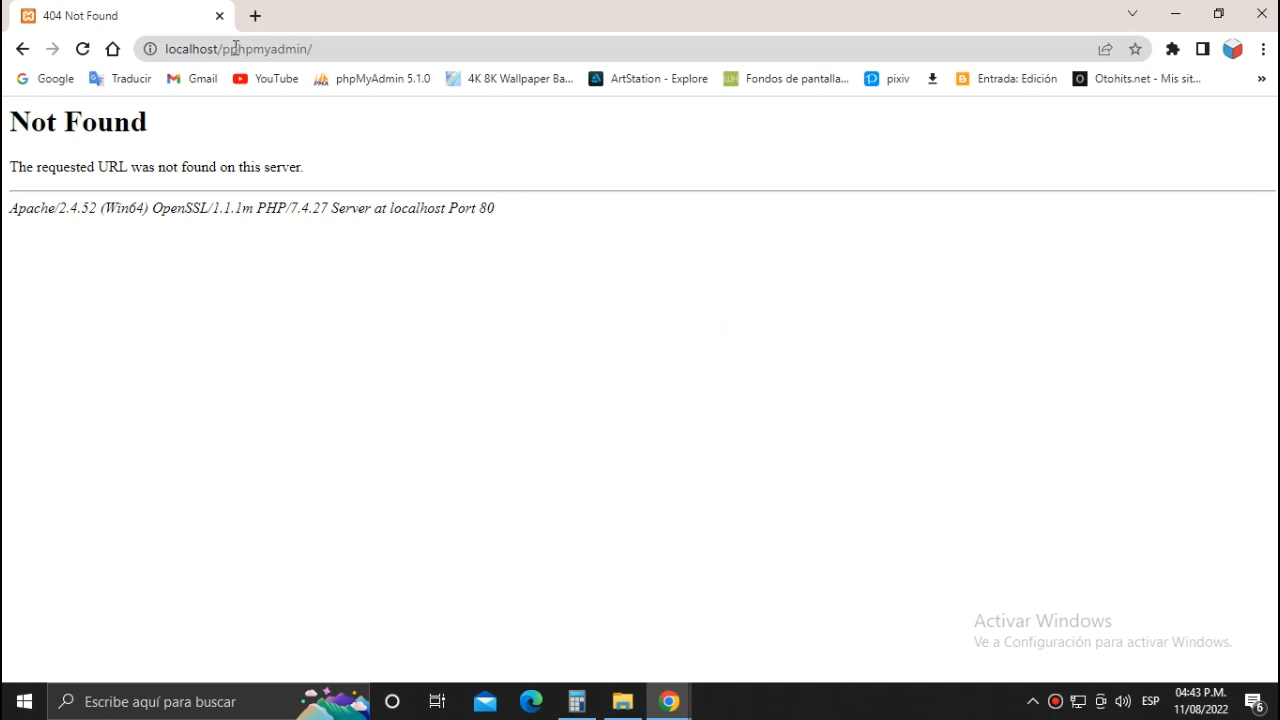 404 Not Found
localhost/pphpmyadmin/
Google Traducir Gmail YouTube phpMyAdmin 5.1.0 4K 8K Wallpaper Ba... ArtStation - Explore Fondos de pantalla... pixiv Entrada: Edición Otohits.net - Mis sit... »
Not Found
The requested URL was not found on this server.
Apache/2.4.52 (Win64) OpenSSL/1.1.1m PHP/7.4.27 Server at localhost Port 80
Activar Windows
Ve a Configuración para activar Windows.
Escribe aquí para buscar
ESP
04:43 P.M.
11/08/2022
6